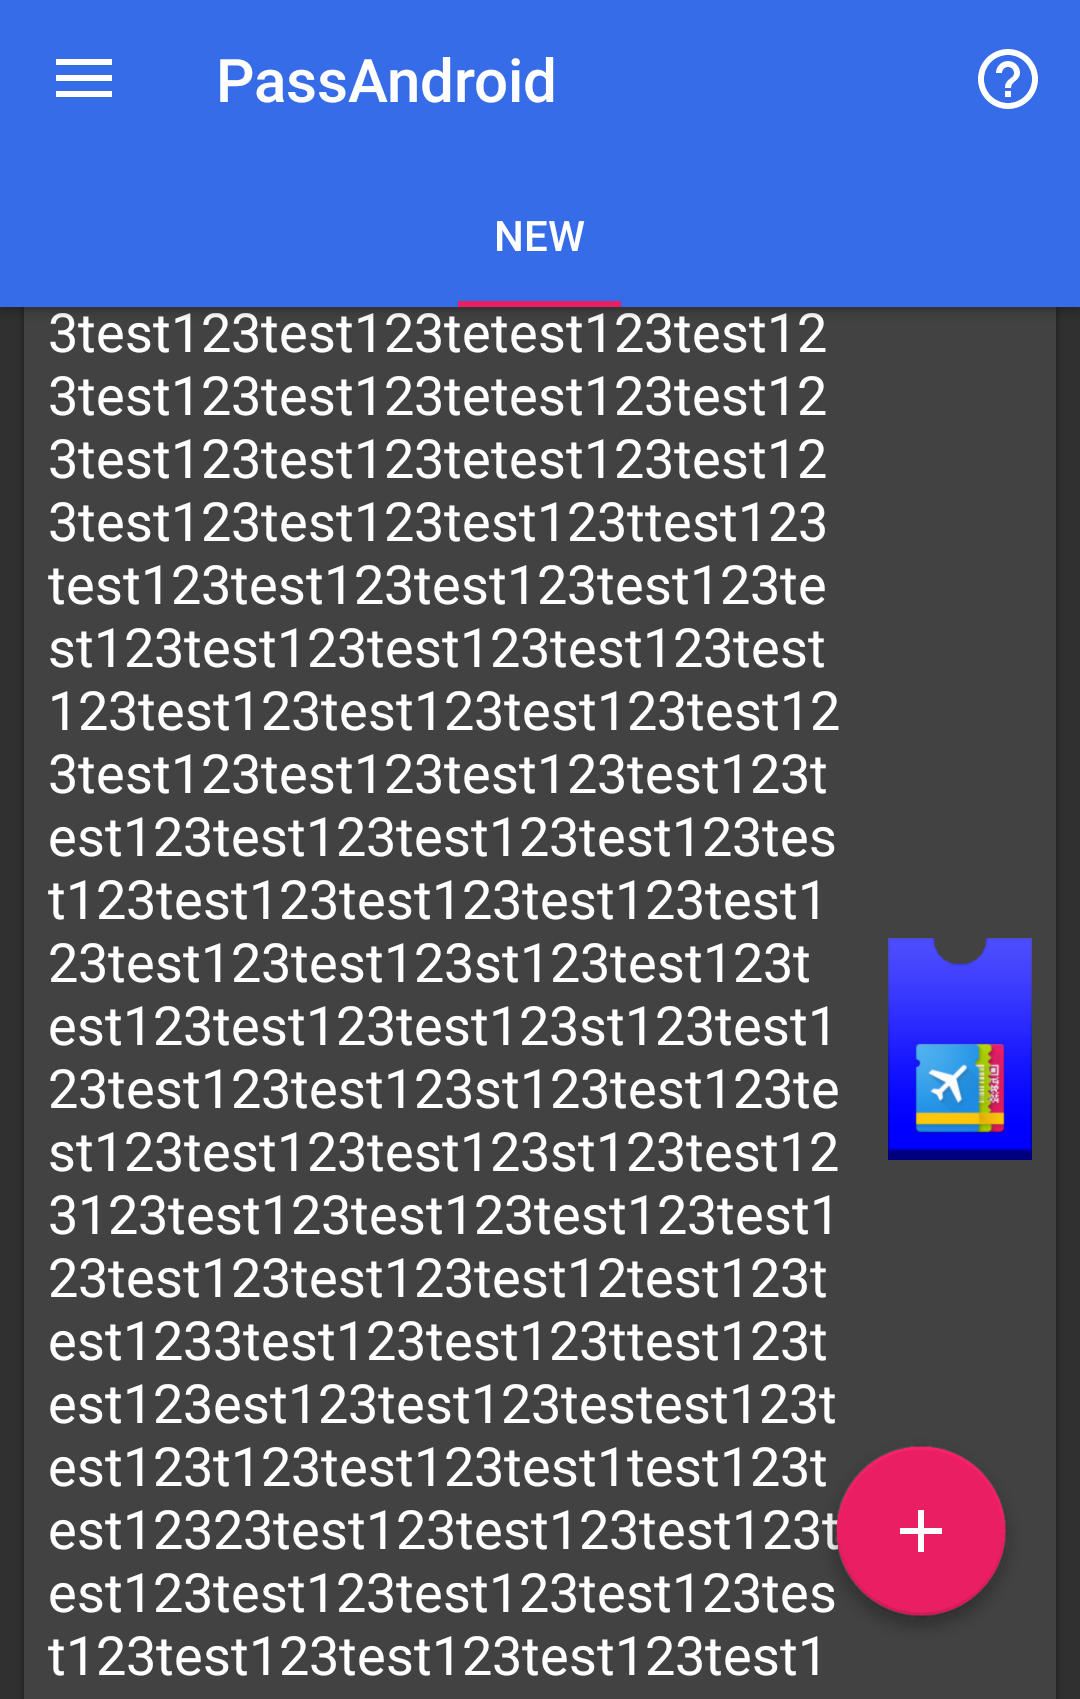 PassAndroid
NEW
3test123test123tetest123test12
3test123test123tetest123test12
3test123test123tetest123test12
3test123test123test123ttest123
test123test123test123test123te
st123test123test123test123test
123test123test123test123test12
3test123test123test123test123t
est123test123test123test123tes
t123test123test123test123test1
23test123test123st123test123t
est123test123test123st123test1
23test123test123st123test123te
st123test123test123st123test12
3123test123test123test123test1
23test123test123test12test123t
est1233test123test123ttest123t
est123est123test123testest123t
est123t123test123test1test123t
est12323test123test123test123t
est123test123test123test123tes
t123test123test123test123test1